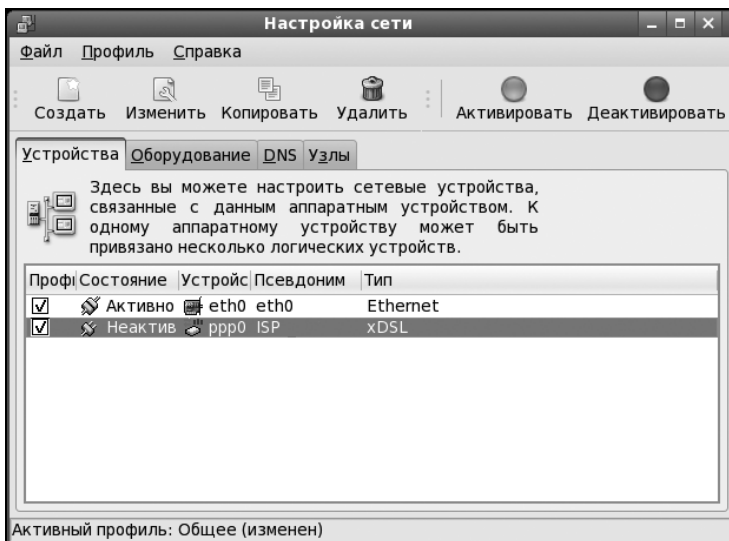 Настройка сети
Файл Профиль Справка
Создать Изменить Копировать Удалить Активировать Деактивировать
Устройства Оборудование DNS Узлы
Здесь вы можете настроить сетевые устройства,
связанные с данным аппаратным устройством. К
одному аппаратному устройству может быть
привязано несколько логических устройств.
Профі Состояние Устройс Псевдоним Тип
Активно eth0 eth0 Ethernet
Неактив ppp0 ISP xDSL
Активный профиль: Общее (изменен)